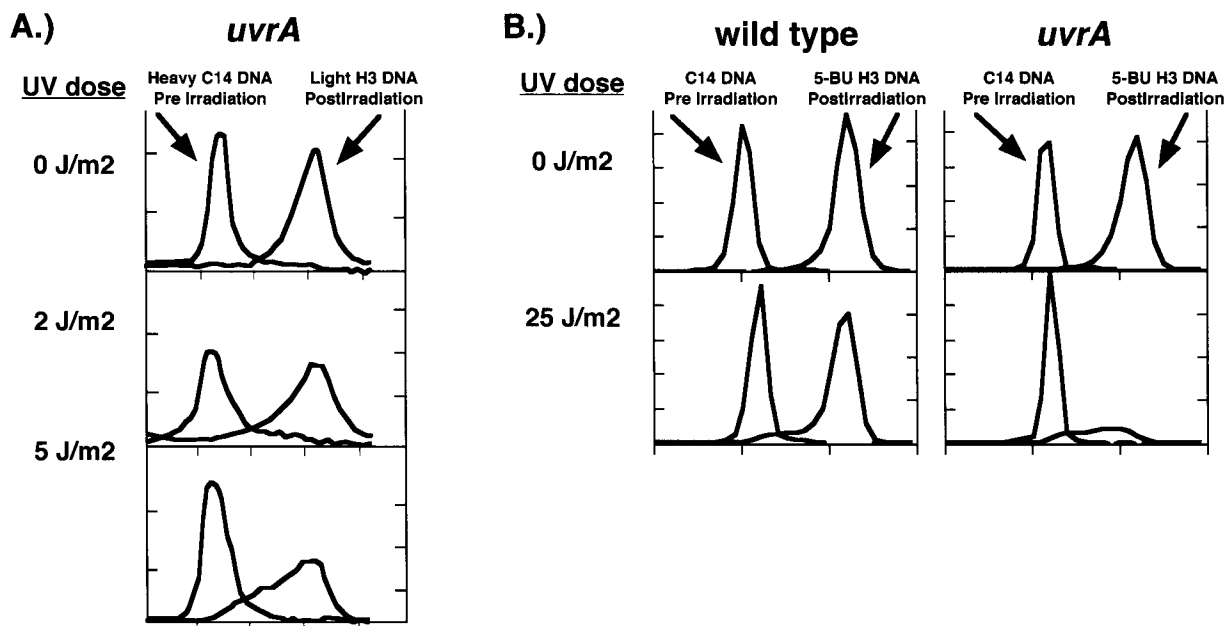 A.)
uvrA
UV dose
Heavy C14 DNA
Pre Irradiation
Light H3 DNA
PostIrradiation
0 J/m2
2 J/m2
5 J/m2
B.)
wild type
uvrA
UV dose
C14 DNA
Pre Irradiation
5-BU H3 DNA
PostIrradiation
C14 DNA
Pre Irradiation
5-BU H3 DNA
PostIrradiation
0 J/m2
25 J/m2